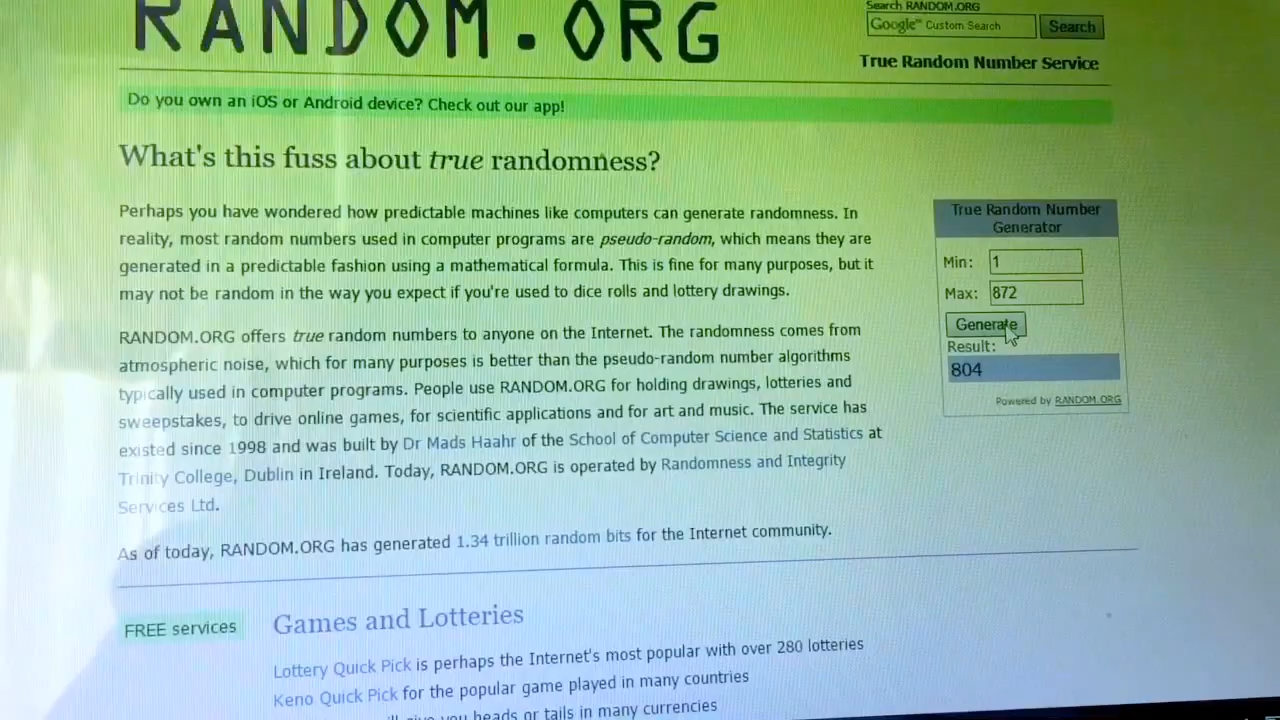 RANDOM.ORG
Search RANDOM.ORG
Google™ Custom Search
Search
True Random Number Service
Do you own an iOS or Android device? Check out our app!
What's this fuss about true randomness?
Perhaps you have wondered how predictable machines like computers can generate randomness. In
reality, most random numbers used in computer programs are pseudo-random, which means they are
generated in a predictable fashion using a mathematical formula. This is fine for many purposes, but it
may not be random in the way you expect if you're used to dice rolls and lottery drawings.
RANDOM.ORG offers true random numbers to anyone on the Internet. The randomness comes from
atmospheric noise, which for many purposes is better than the pseudo-random number algorithms
typically used in computer programs. People use RANDOM.ORG for holding drawings, lotteries and
sweepstakes, to drive online games, for scientific applications and for art and music. The service has
existed since 1998 and was built by Dr Mads Haahr of the School of Computer Science and Statistics at
Trinity College, Dublin in Ireland. Today, RANDOM.ORG is operated by Randomness and Integrity
Services Ltd.
As of today, RANDOM.ORG has generated 1.34 trillion random bits for the Internet community.
True Random Number
Generator
Min: 1
Max: 872
Generate
Result:
804
Powered by RANDOM.ORG
FREE services
Games and Lotteries
Lottery Quick Pick is perhaps the Internet's most popular with over 280 lotteries
Keno Quick Pick for the popular game played in many countries
give you heads or tails in many currencies